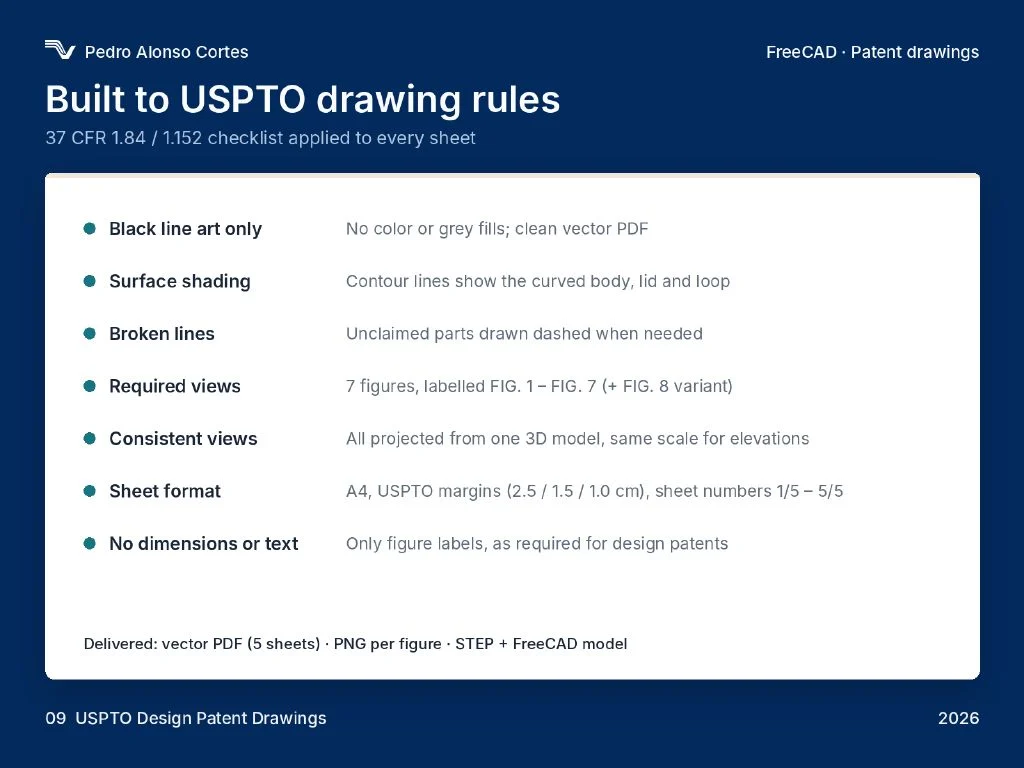 Pedro Alonso Cortes
FreeCAD · Patent drawings
Built to USPTO drawing rules
37 CFR 1.84 / 1.152 checklist applied to every sheet
Black line art only No color or grey fills; clean vector PDF
Surface shading Contour lines show the curved body, lid and loop
Broken lines Unclaimed parts drawn dashed when needed
Required views 7 figures, labelled FIG. 1 – FIG. 7 (+ FIG. 8 variant)
Consistent views All projected from one 3D model, same scale for elevations
Sheet format A4, USPTO margins (2.5 / 1.5 / 1.0 cm), sheet numbers 1/5 – 5/5
No dimensions or text Only figure labels, as required for design patents
Delivered: vector PDF (5 sheets) · PNG per figure · STEP + FreeCAD model
09 USPTO Design Patent Drawings
2026